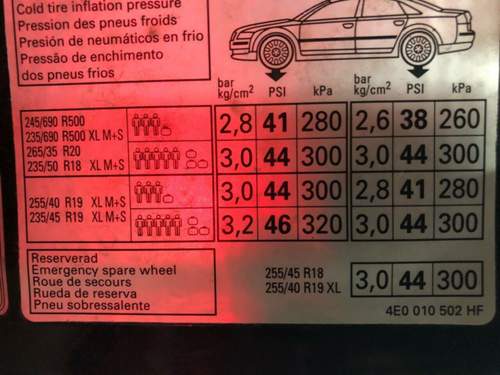 Cold tire inflation pressure
Pression des pneus froids
Presión de neumáticos en frio
Pressão de enchimento
dos pneus frios
bar kg/cm² PSI kPa bar kg/cm² PSI kPa
245/690 R500
235/690 R500 XL M+S 2,8 41 280 2,6 38 260
265/35 R20
235/50 R18 XL M+S 3,0 44 300 3,0 44 300
255/40 R19 XL M+S 3,0 44 300 2,8 41 280
235/45 R19 XL M+S 3,2 46 320 3,0 44 300
Reserverad
Emergency spare wheel
Roue de secours
Rueda de reserva
Pneu sobressalente
255/45 R18
255/40 R19 XL
3,0 44 300
4E0 010 502 HF